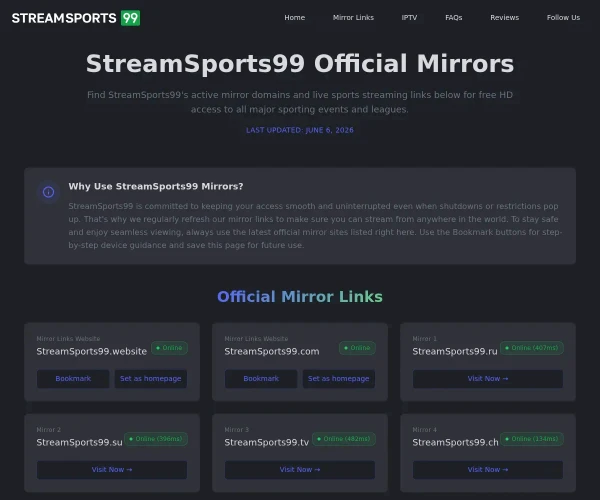 STREAMSPORTS 99
Home Mirror Links IPTV FAQs Reviews Follow Us
StreamSports99 Official Mirrors
Find StreamSports99's active mirror domains and live sports streaming links below for free HD
access to all major sporting events and leagues.
LAST UPDATED: JUNE 6, 2026
Why Use StreamSports99 Mirrors?
StreamSports99 is committed to keeping your access smooth and uninterrupted even when shutdowns or restrictions pop
up. That's why we regularly refresh our mirror links to make sure you can stream from anywhere in the world. To stay safe
and enjoy seamless viewing, always use the latest official mirror sites listed right here. Use the Bookmark buttons for step-
by-step device guidance and save this page for future use.
Official Mirror Links
Mirror Links Website
StreamSports99.website
Online
Bookmark Set as homepage
Mirror Links Website
StreamSports99.com
Online
Bookmark Set as homepage
Mirror 1
StreamSports99.ru
Online (407ms)
Visit Now →
Mirror 2
StreamSports99.su
Online (396ms)
Visit Now →
Mirror 3
StreamSports99.tv
Online (482ms)
Visit Now →
Mirror 4
StreamSports99.ch
Online (134ms)
Visit Now →